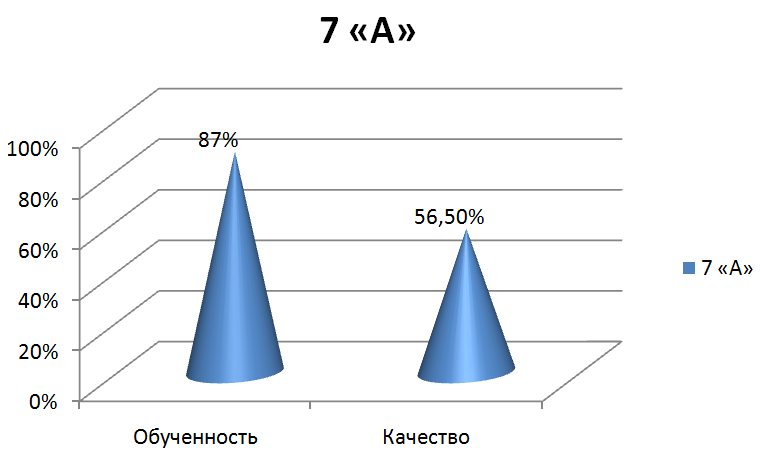 7 «А»
100%
80%
60%
40%
20%
0%
87%
56,50%
Обученность
Качество
7 «А»